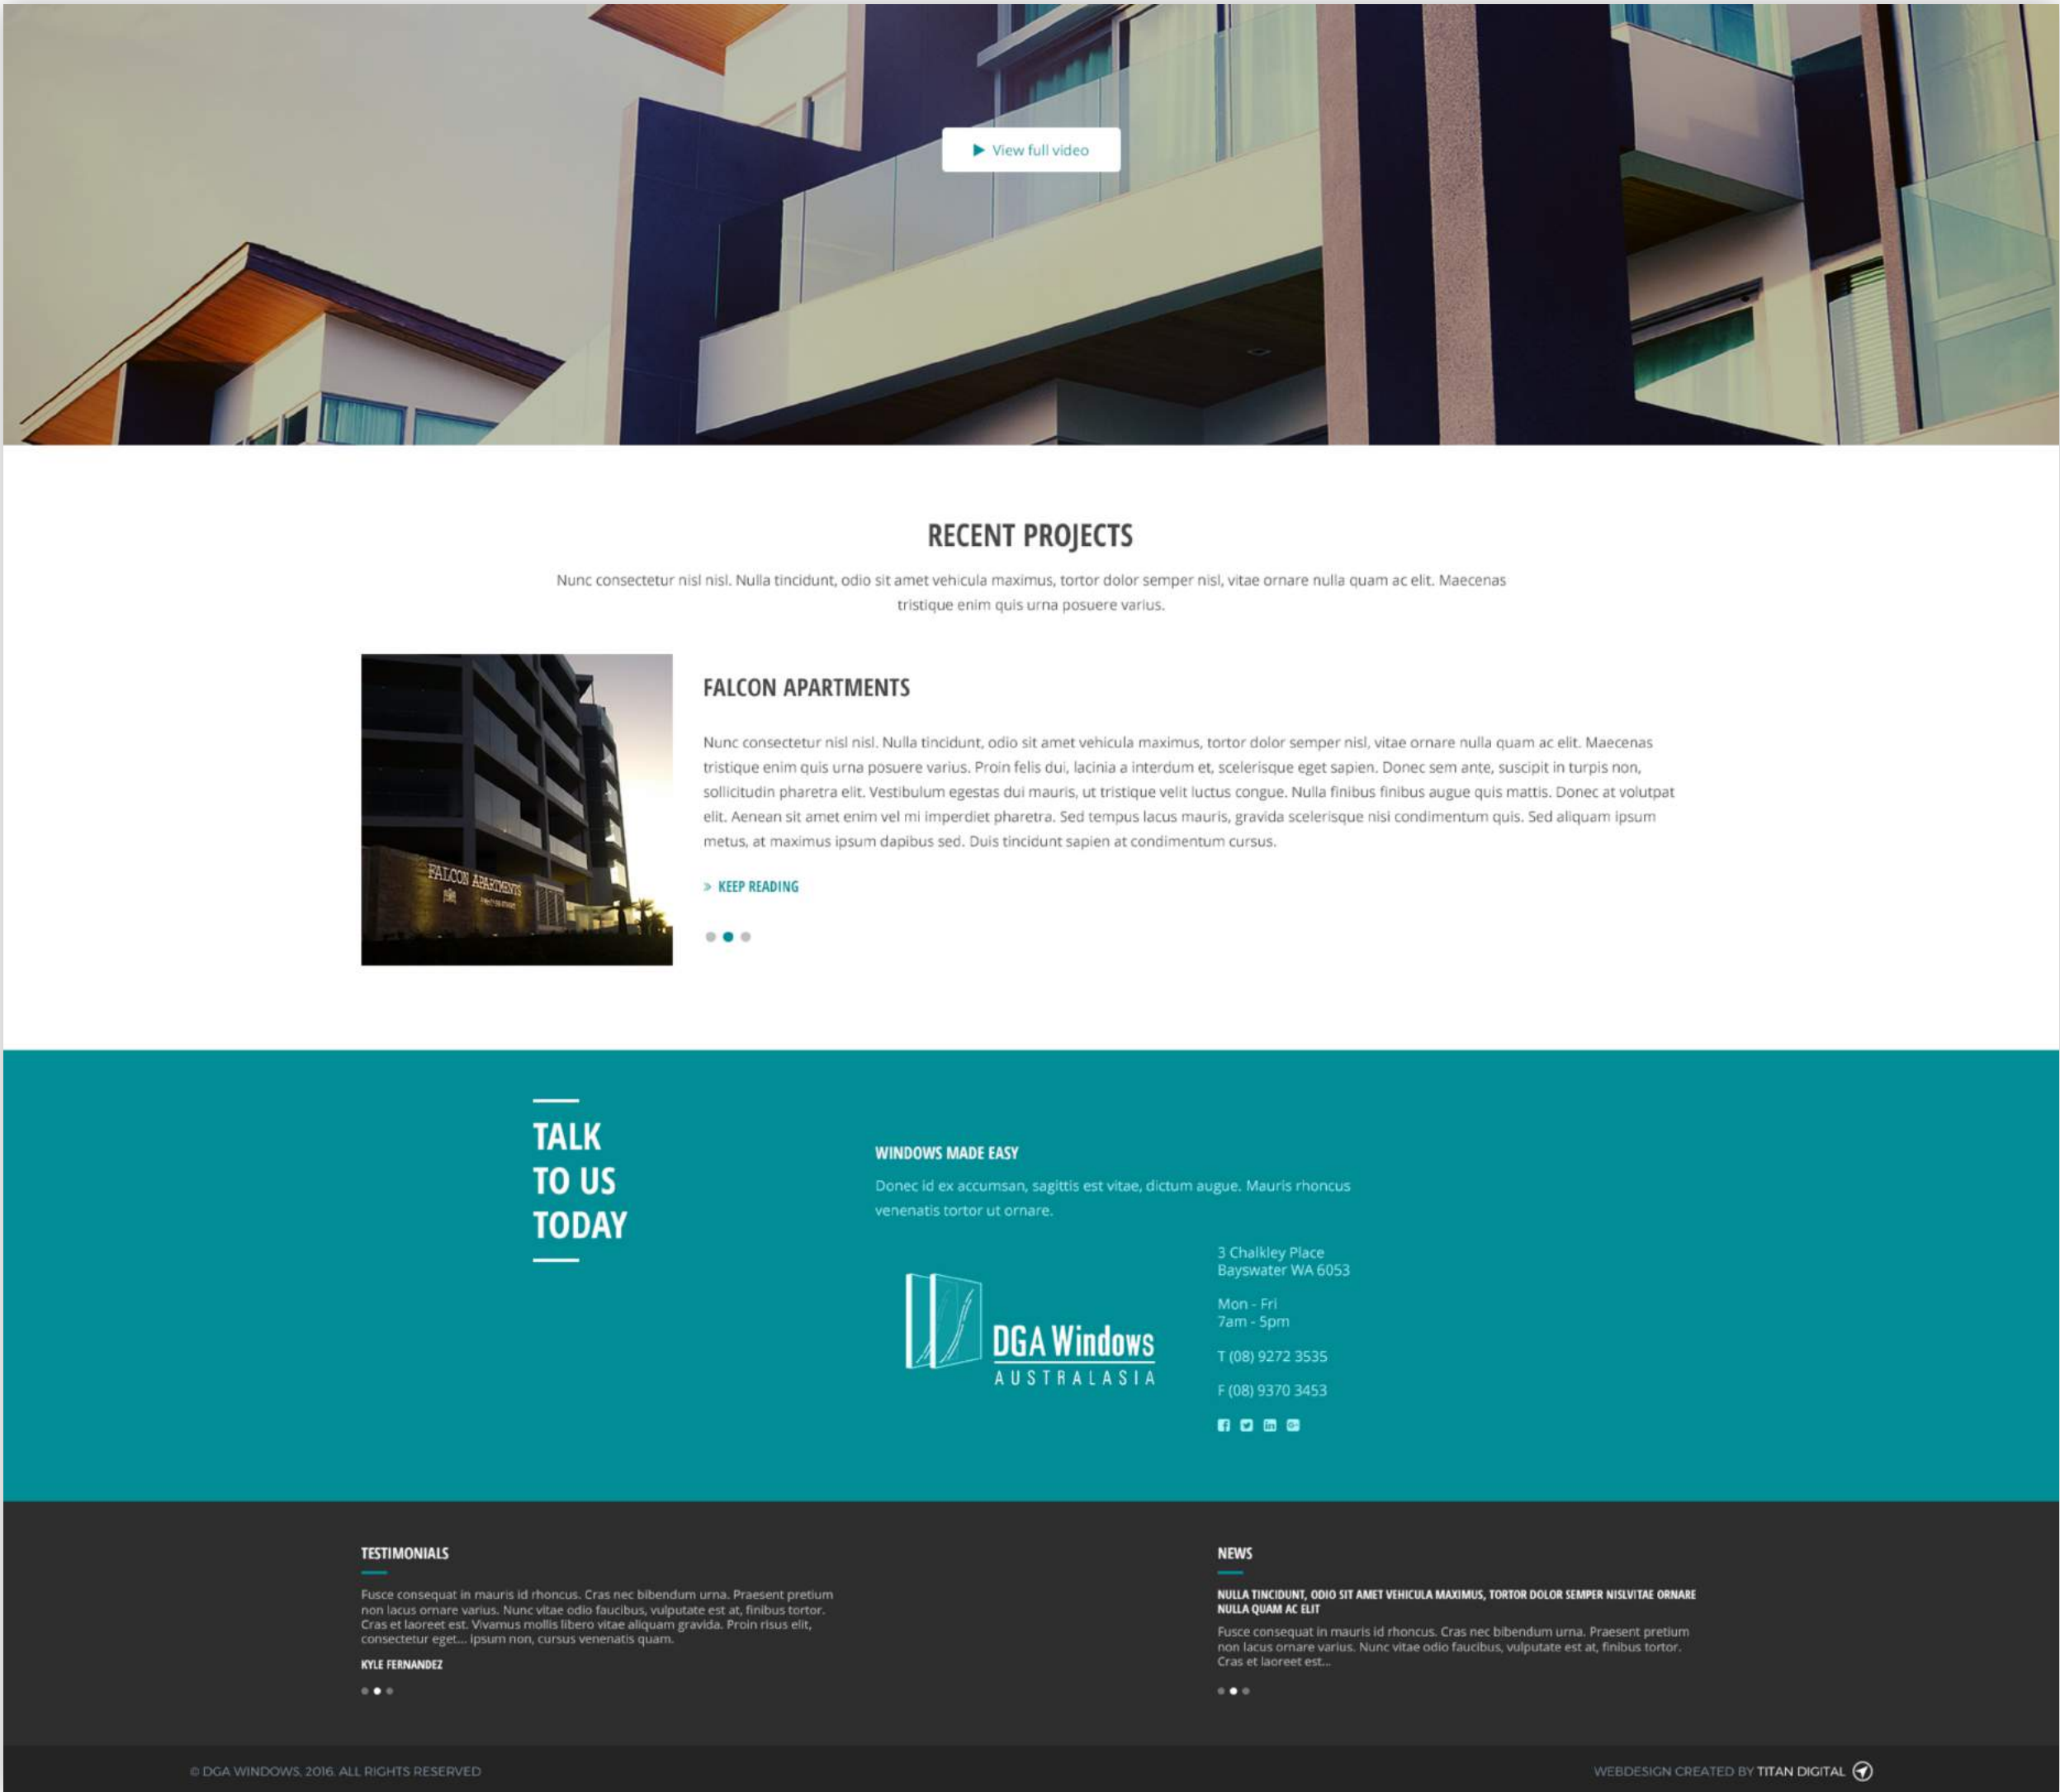 View full video
RECENT PROJECTS
Nunc consectetur nisl nisl. Nulla tincidunt, odio sit amet vehicula maximus, tortor dolor semper nisl, vitae ornare nulla quam ac elit. Maecenas
tristique enim quis urna posuere varius.
FALCON APARTMENTS
FALCON APARTMENTS
Nunc consectetur nisl nisl. Nulla tincidunt, odio sit amet vehicula maximus, tortor dolor semper nisl, vitae ornare nulla quam ac elit. Maecenas
tristique enim quis urna posuere varius. Proin felis dui, lacinia a interdum et, scelerisque eget sapien. Donec sem ante, suscipit in turpis non,
sollicitudin pharetra elit. Vestibulum egestas dui mauris, ut tristique velit luctus congue. Nulla finibus finibus augue quis mattis. Donec at volutpat
elit. Aenean sit amet enim vel mi imperdiet pharetra. Sed tempus lacus mauris, gravida scelerisque nisi condimentum quis. Sed aliquam ipsum
metus, at maximus ipsum dapibus sed. Duis tincidunt sapien at condimentum cursus.
» KEEP READING
TALK
TO US
TODAY
WINDOWS MADE EASY
Donec id ex accumsan, sagittis est vitae, dictum augue. Mauris rhoncus
venenatis tortor ut ornare.
DGA Windows
AUSTRALASIA
3 Chalkley Place
Bayswater WA 6053
Mon - Fri
7am - 5pm
T (08) 9272 3535
F (08) 9370 3453
TESTIMONIALS
Fusce consequat in mauris id rhoncus. Cras nec bibendum urna. Praesent pretium
non lacus ornare varius. Nunc vitae odio faucibus, vulputate est at, finibus tortor.
Cras et laoreet est. Vivamus mollis libero vitae aliquam gravida. Proin risus elit,
consectetur eget... ipsum non, cursus venenatis quam.
KYLE FERNANDEZ
NEWS
NULLA TINCIDUNT, ODIO SIT AMET VEHICULA MAXIMUS, TORTOR DOLOR SEMPER NISLVITAE ORNARE
NULLA QUAM AC ELIT
Fusce consequat in mauris id rhoncus. Cras nec bibendum urna. Praesent pretium
non lacus ornare varius. Nunc vitae odio faucibus, vulputate est at, finibus tortor.
Cras et laoreet est...
© DGA WINDOWS, 2016. ALL RIGHTS RESERVED
WEBDESIGN CREATED BY TITAN DIGITAL